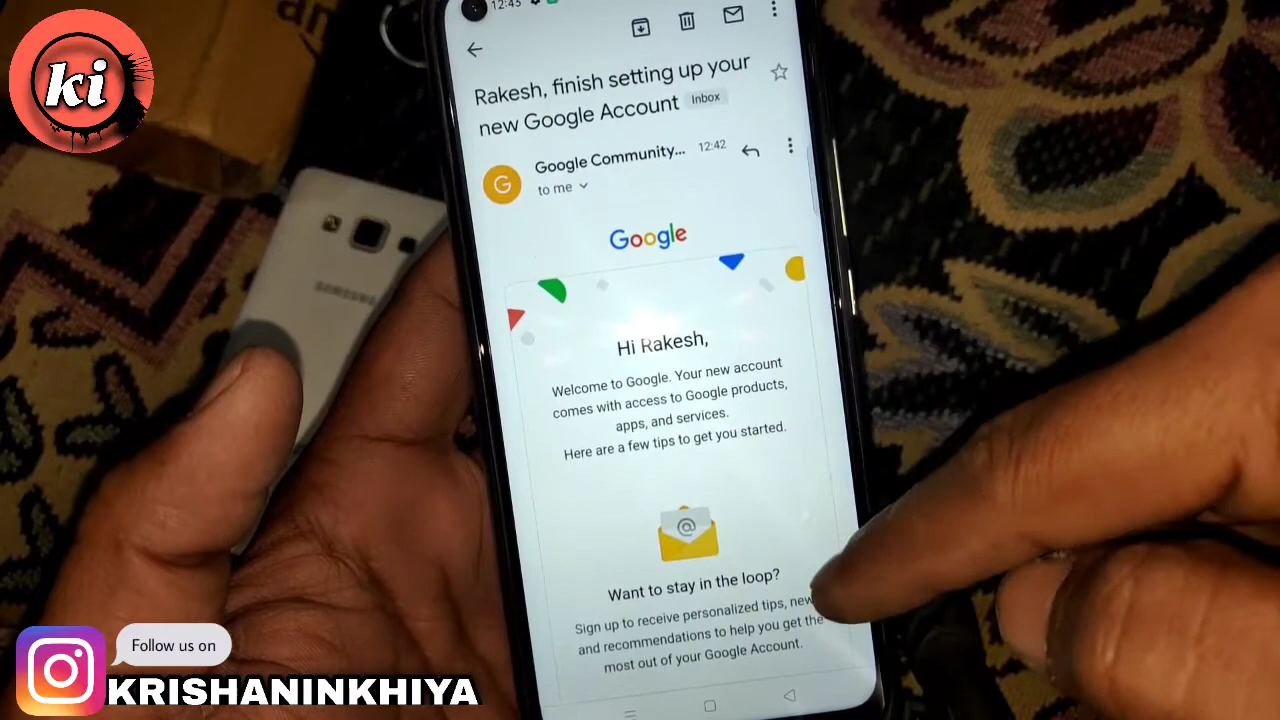 ki
12:45
Rakesh, finish setting up your
new Google Account Inbox
Google Community... 12:42
to me
G
Google
Hi Rakesh,
Welcome to Google. Your new account
comes with access to Google products,
apps, and services.
Here are a few tips to get you started.
@
Want to stay in the loop?
Sign up to receive personalized tips, new
and recommendations to help you get the
most out of your Google Account.
SAMSUNG
Follow us on
KRISHANINKHIYA